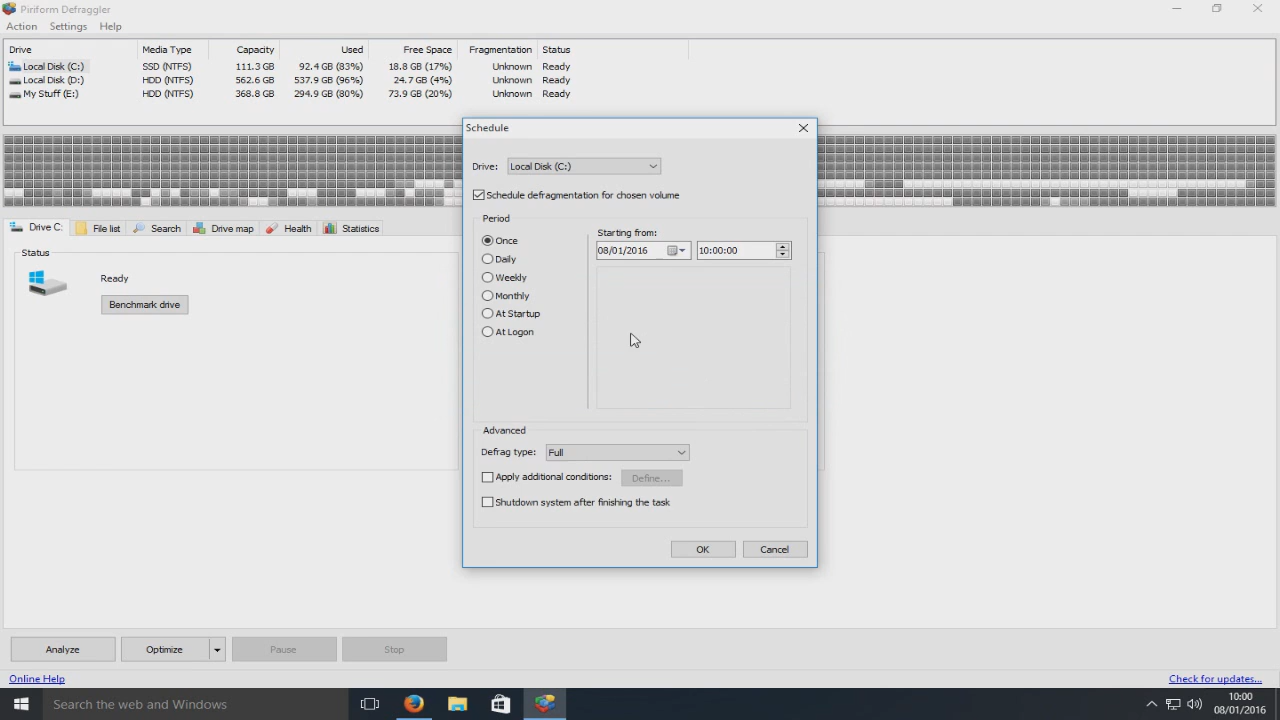 Piriform Defraggler
Action Settings Help
Drive Media Type Capacity Used Free Space Fragmentation Status
Local Disk (C:) SSD (NTFS) 111.3 GB 92.4 GB (83%) 18.8 GB (17%) Unknown Ready
Local Disk (D:) HDD (NTFS) 562.6 GB 537.9 GB (96%) 24.7 GB (4%) Unknown Ready
My Stuff (E:) HDD (NTFS) 368.8 GB 294.9 GB (80%) 73.9 GB (20%) Unknown Ready
Drive C: File list Search Drive map Health Statistics
Status
Ready
Benchmark drive
Schedule
Drive: Local Disk (C:)
Schedule defragmentation for chosen volume
Period
Once
Daily
Weekly
Monthly
At Startup
At Logon
Starting from:
08/01/2016 10:00:00
Advanced
Defrag type: Full
Apply additional conditions: Define...
Shutdown system after finishing the task
OK Cancel
Analyze Optimize Pause Stop
Online Help Check for updates...
Search the web and Windows
10:00
08/01/2016